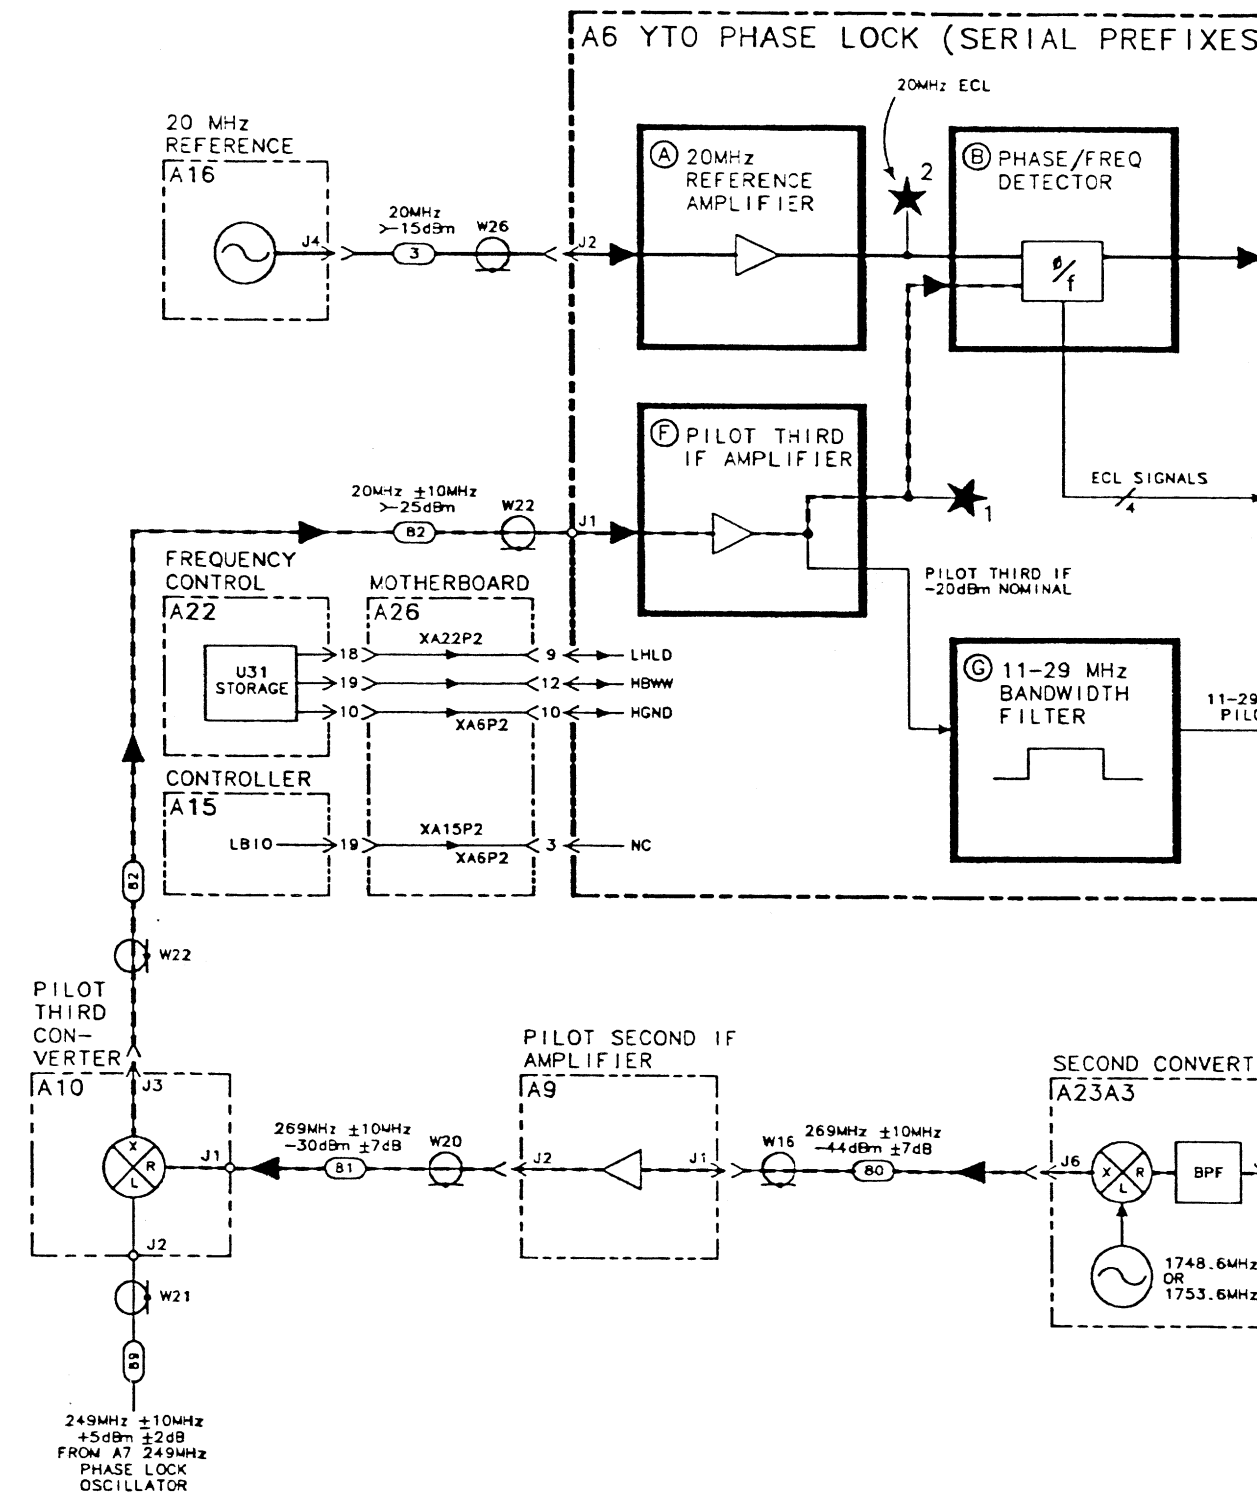 A6 YTO PHASE LOCK (SERIAL PREFIXES
20MHz ECL
20 MHz
REFERENCE
A16
J4
20MHz
>-15dBm
3
W26
J2
A 20MHz
REFERENCE
AMPLIFIER
2
B PHASE/FREQ
DETECTOR
ø/f
F PILOT THIRD
IF AMPLIFIER
1
ECL SIGNALS
4
20MHz ±10MHz
>-25dBm
82
W22
J1
PILOT THIRD IF
-20dBm NOMINAL
FREQUENCY
CONTROL
A22
U31
STORAGE
MOTHERBOARD
A26
XA22P2
18
9
LHLD
19
12
HBWW
10
10
HGND
XA6P2
G 11-29 MHz
BANDWIDTH
FILTER
11-29
CONTROLLER
A15
LBIO
19
XA15P2
XA6P2
3
NC
82
W22
PILOT
THIRD
CON-
VERTER
A10
J3
X
R
L
J1
J2
269MHz ±10MHz
-30dBm ±7dB
81
W20
PILOT SECOND IF
AMPLIFIER
A9
J2
J1
W16
269MHz ±10MHz
-44dBm ±7dB
80
SECOND CONVERT
A23A3
J6
X
R
L
BPF
1748.6MHz
OR
1753.6MHz
W21
89
249MHz ±10MHz
+5dBm ±2dB
FROM A7 249MHz
PHASE LOCK
OSCILLATOR